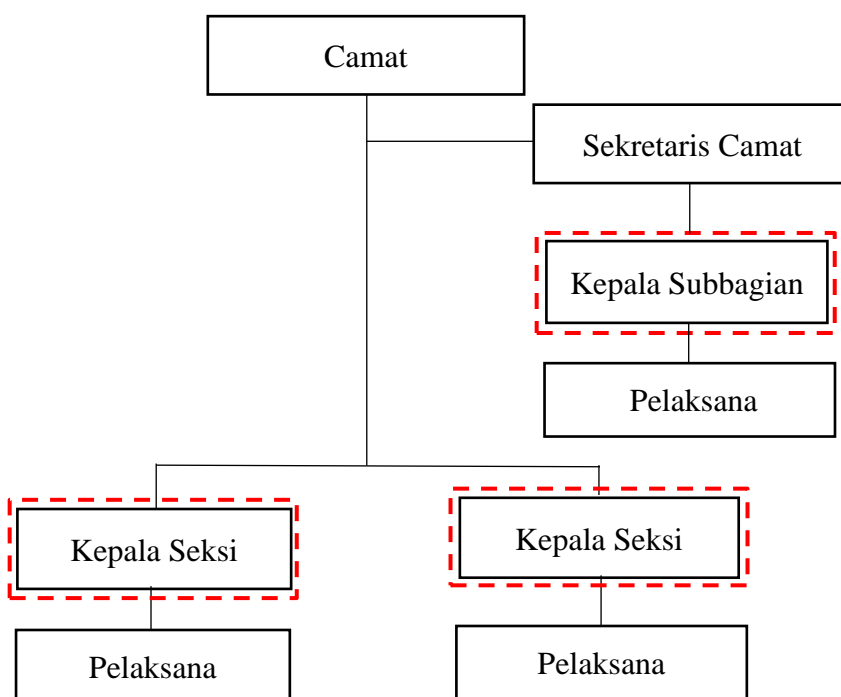 Camat
Sekretaris Camat
Kepala Subbagian
Pelaksana
Kepala Seksi
Kepala Seksi
Pelaksana
Pelaksana